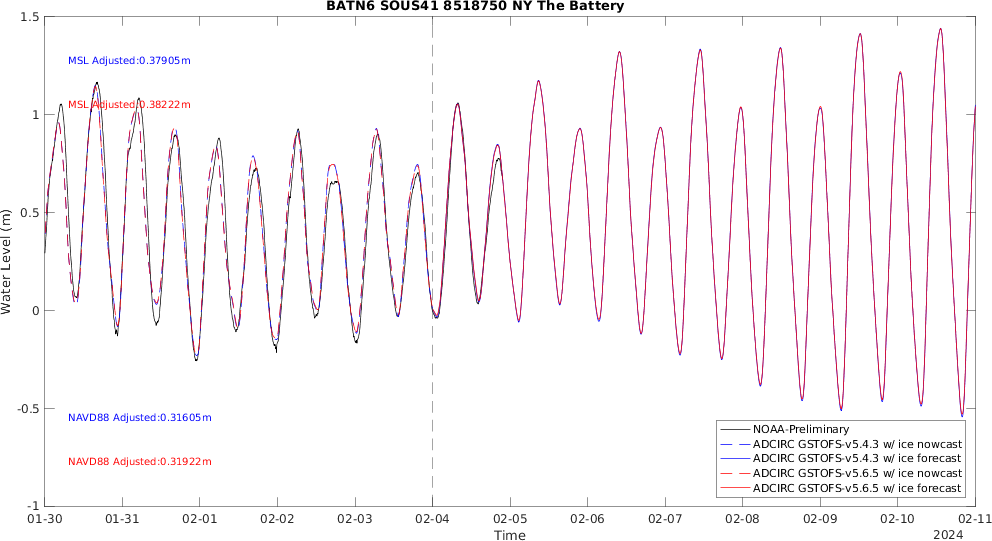 BATN6 SOUS41 8518750 NY The Battery
1.5
1
0.5
0
-0.5
-1
Water Level (m)
MSL Adjusted:0.37905m
MSL Adjusted:0.38222m
NAVD88 Adjusted:0.31605m
NAVD88 Adjusted:0.31922m
NOAA-Preliminary
ADCIRC GSTOFS-v5.4.3 w/ ice nowcast
ADCIRC GSTOFS-v5.4.3 w/ ice forecast
ADCIRC GSTOFS-v5.6.5 w/ ice nowcast
ADCIRC GSTOFS-v5.6.5 w/ ice forecast
01-30 01-31 02-01 02-02 02-03 02-04 02-05 02-06 02-07 02-08 02-09 02-10 02-11
Time
2024